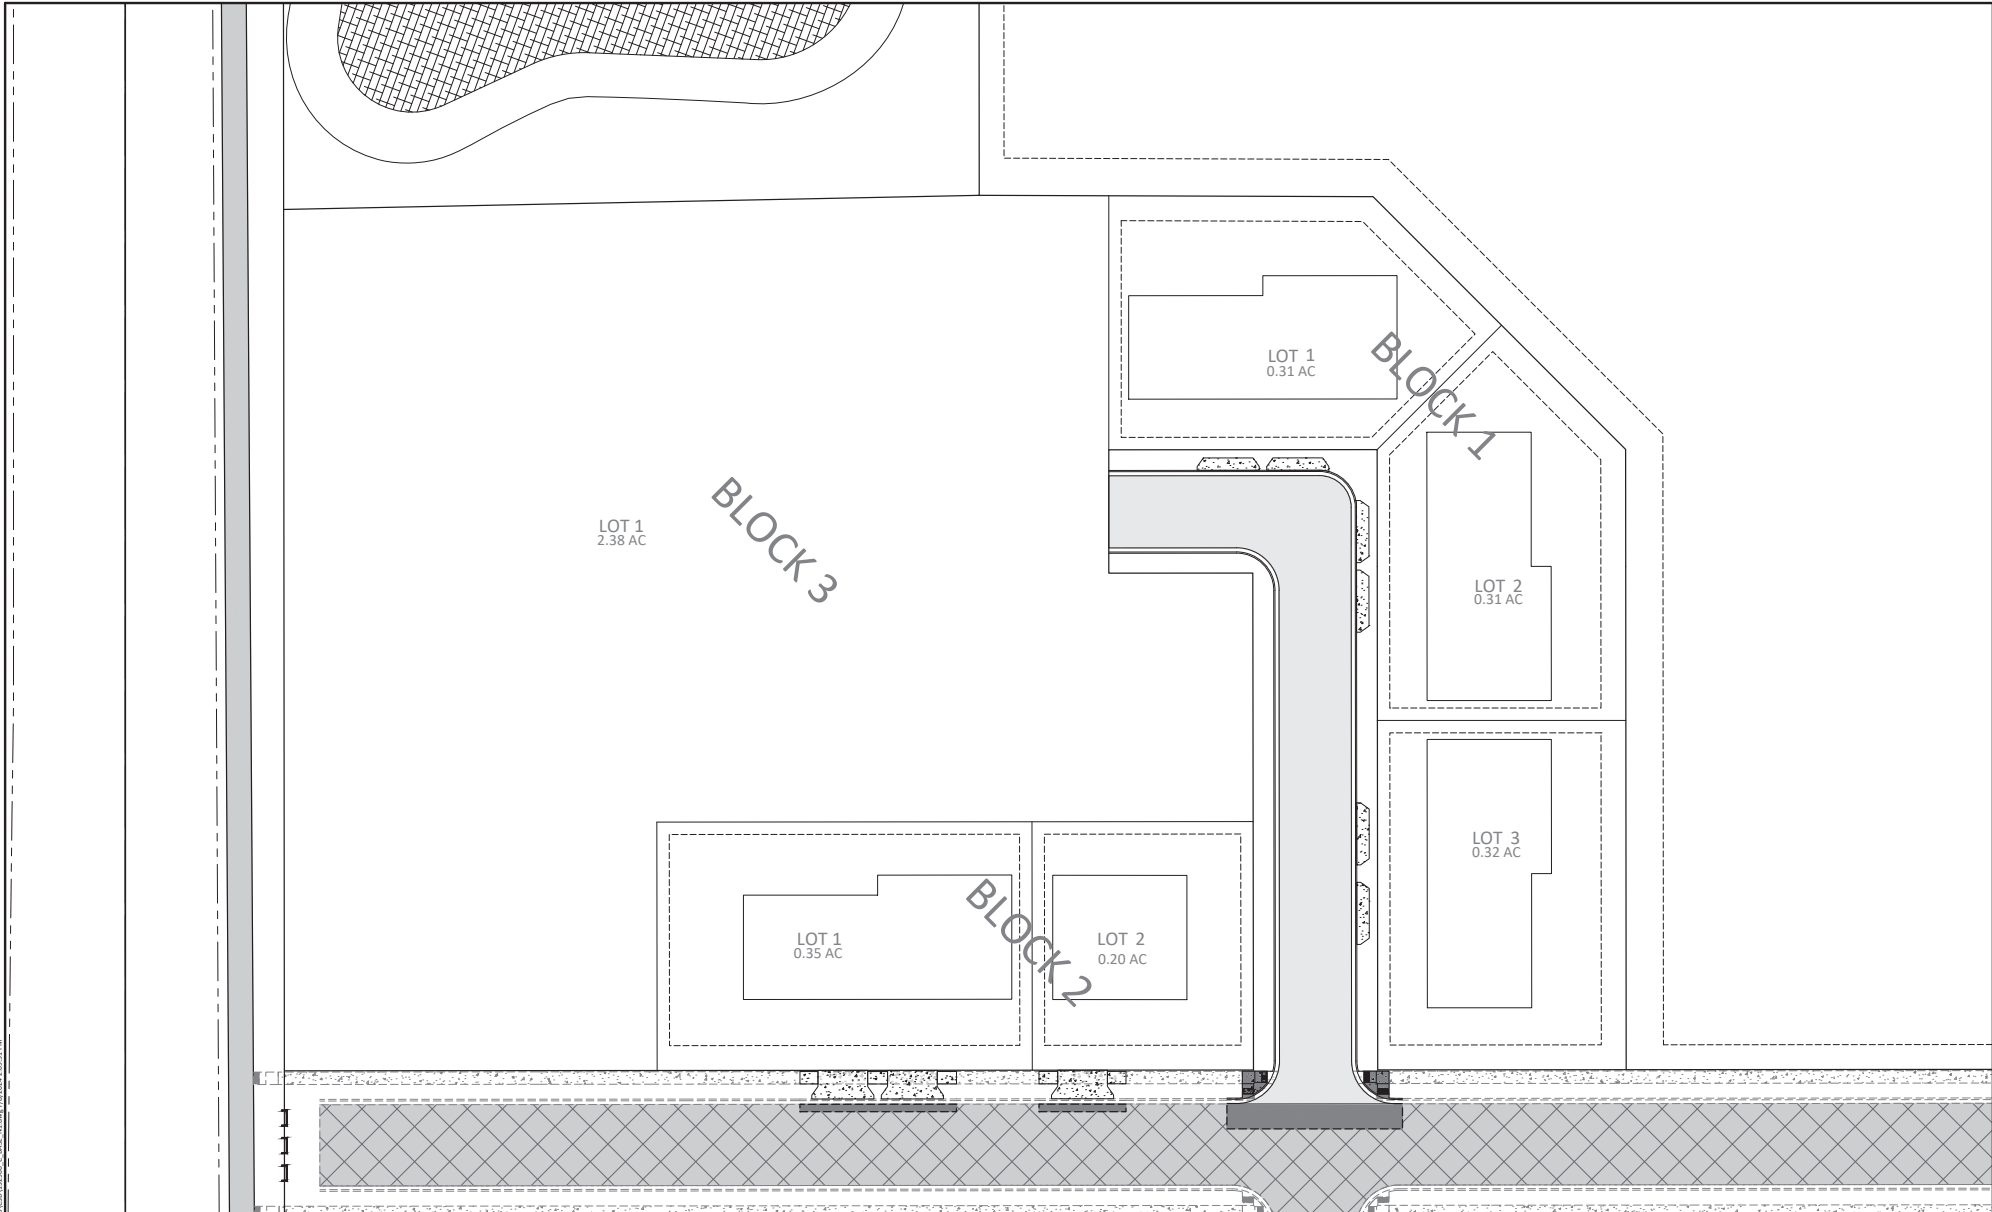 LOT 1
0.31 AC
BLOCK 1
LOT 1
2.38 AC
BLOCK 3
LOT 2
0.31 AC
LOT 3
0.32 AC
LOT 1
0.35 AC
BLOCK 2
LOT 2
0.20 AC